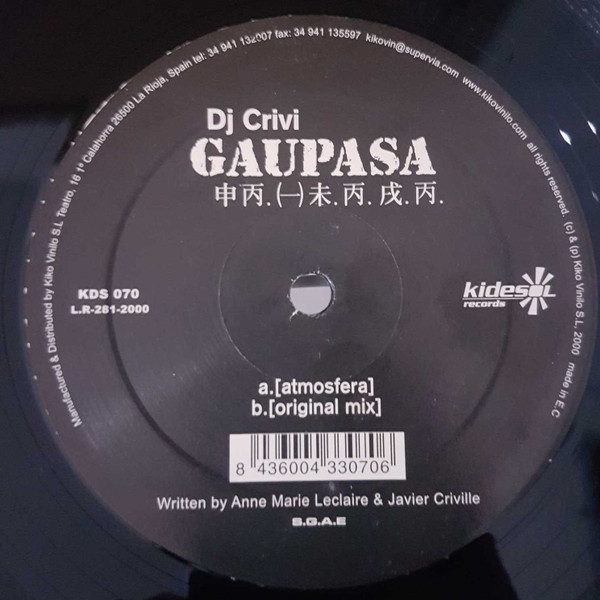 Manufactured & Distributed by Kiko Vinilo S.L Teatro, 16 1ª Calahorra 26500 La Rioja, Spain tel: 34 941 132007 fax: 34 941 135597 kikovin@supervia.com www.kikovinilo.com all rights reserved. (c) & (p) Kiko Vinilo S.L, 2000 made in E.C
Dj Crivi
GAUPASA
申丙.㈠未.丙.戌.丙.
KDS 070
L.R-281-2000
kidesOL
records
a.[atmosfera]
b.[original mix]
8 436004 330706
Written by Anne Marie Leclaire & Javier Criville
S.G.A.E